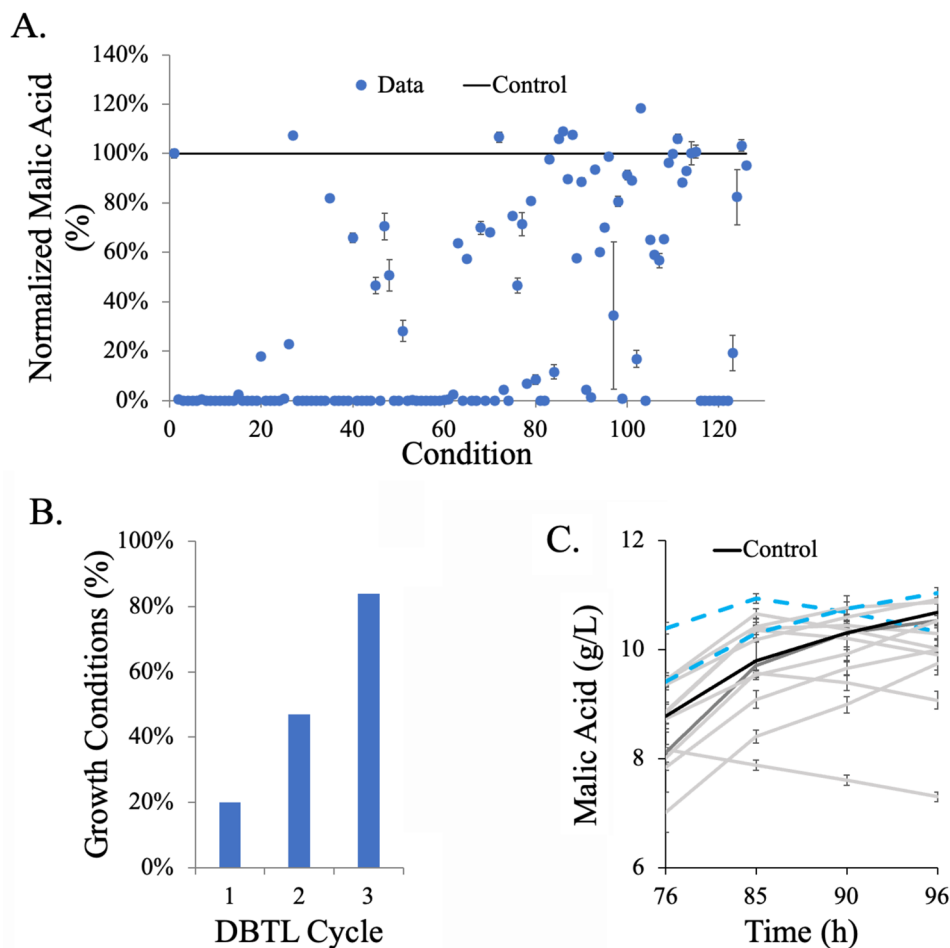 A.
140%
120%
100%
80%
60%
40%
20%
0%
Normalized Malic Acid
(%)
Data
Control
0 20 40 60 80 100 120
Condition
B.
100%
80%
60%
40%
20%
0%
Growth Conditions (%)
1 2 3
DBTL Cycle
C.
12
10
8
6
Malic Acid (g/L)
Control
76 85 90 96
Time (h)